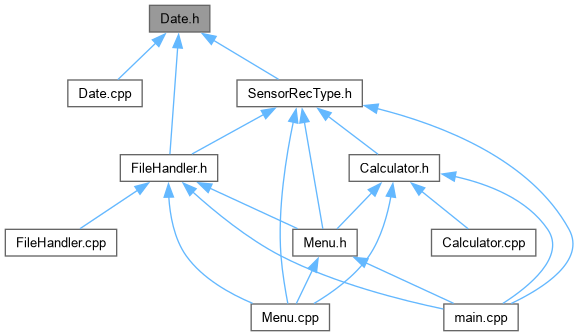 Date.h
Date.cpp
SensorRecType.h
FileHandler.h
Calculator.h
FileHandler.cpp
Menu.h
Calculator.cpp
Menu.cpp
main.cpp